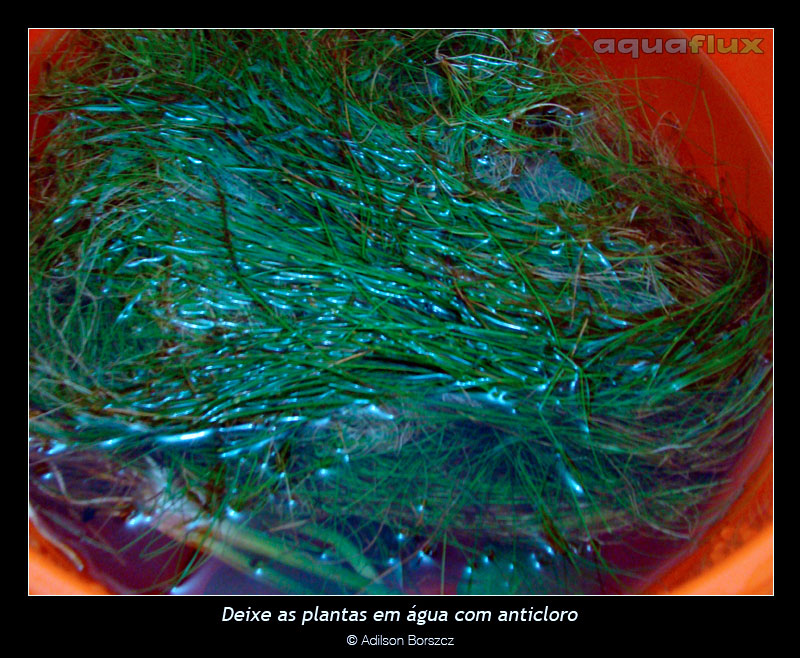 aquaflux
Deixe as plantas em água com anticloro
© Adilson Borszcz